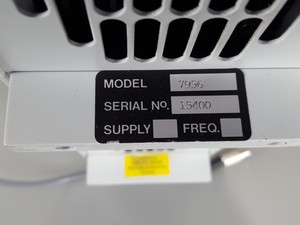 MODEL 7956
SERIAL No. 15400
SUPPLY FREQ.